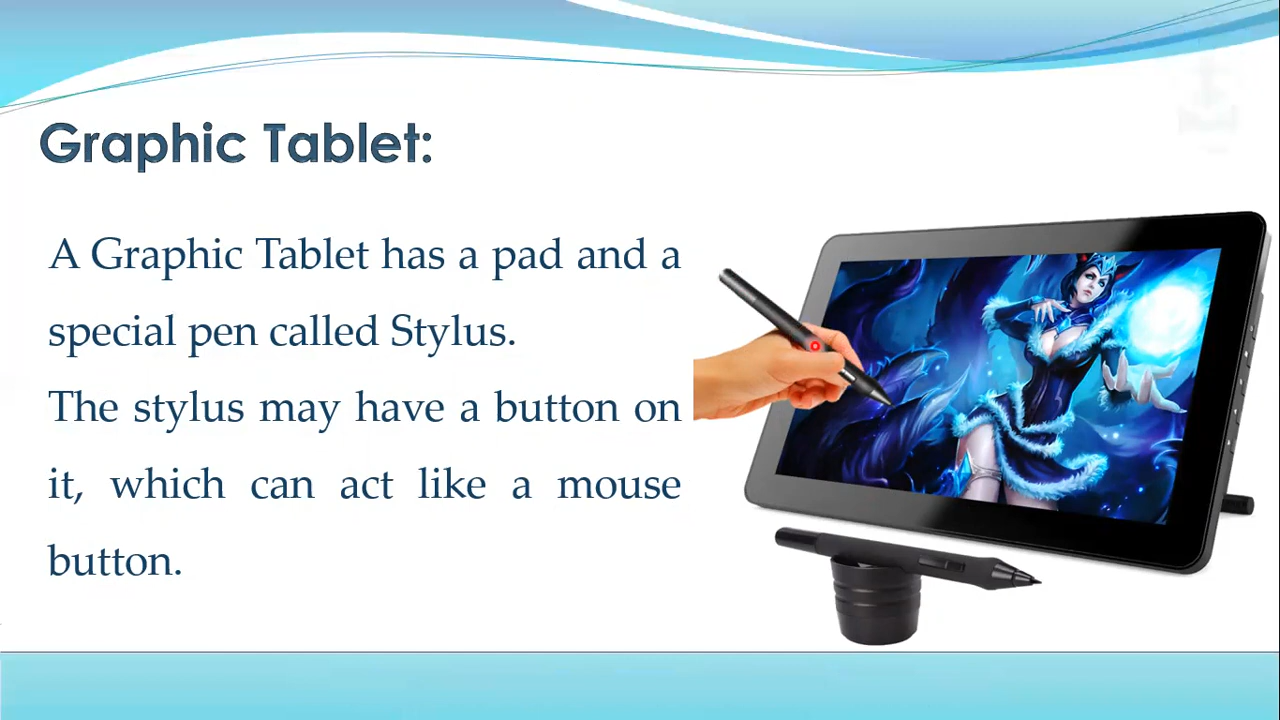 Graphic Tablet:
A Graphic Tablet has a pad and a
special pen called Stylus.
The stylus may have a button on
it, which can act like a mouse
button.